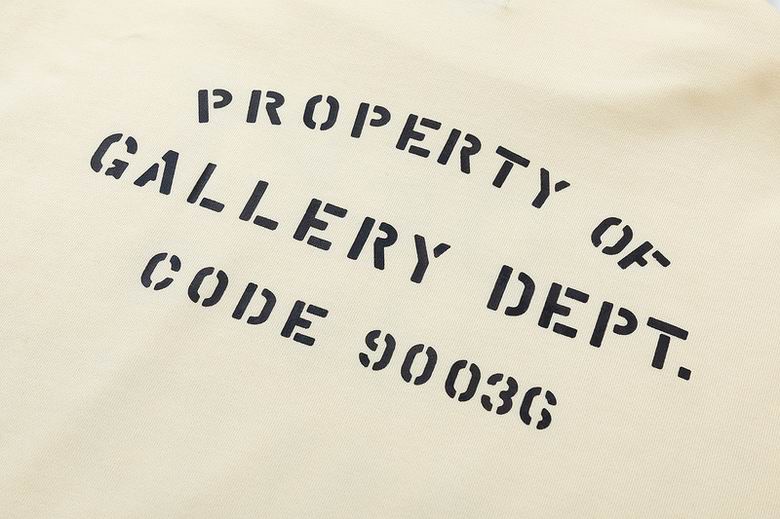 PROPERTY OF
GALLERY DEPT.
CODE 90036